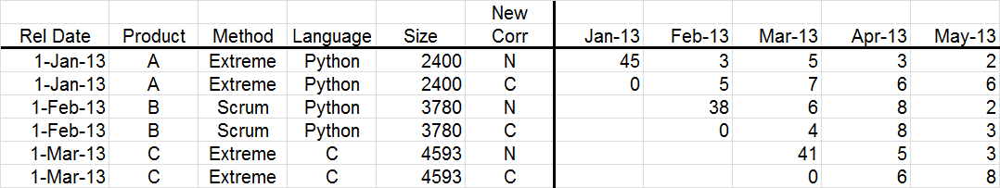 New
Rel Date Product Method Language Size Corr Jan-13 Feb-13 Mar-13 Apr-13 May-13
1-Jan-13 A Extreme Python 2400 N 45 3 5 3 2
1-Jan-13 A Extreme Python 2400 C 0 5 7 6 6
1-Feb-13 B Scrum Python 3780 N 38 6 8 2
1-Feb-13 B Scrum Python 3780 C 0 4 8 3
1-Mar-13 C Extreme C 4593 N 41 5 3
1-Mar-13 C Extreme C 4593 C 0 6 8